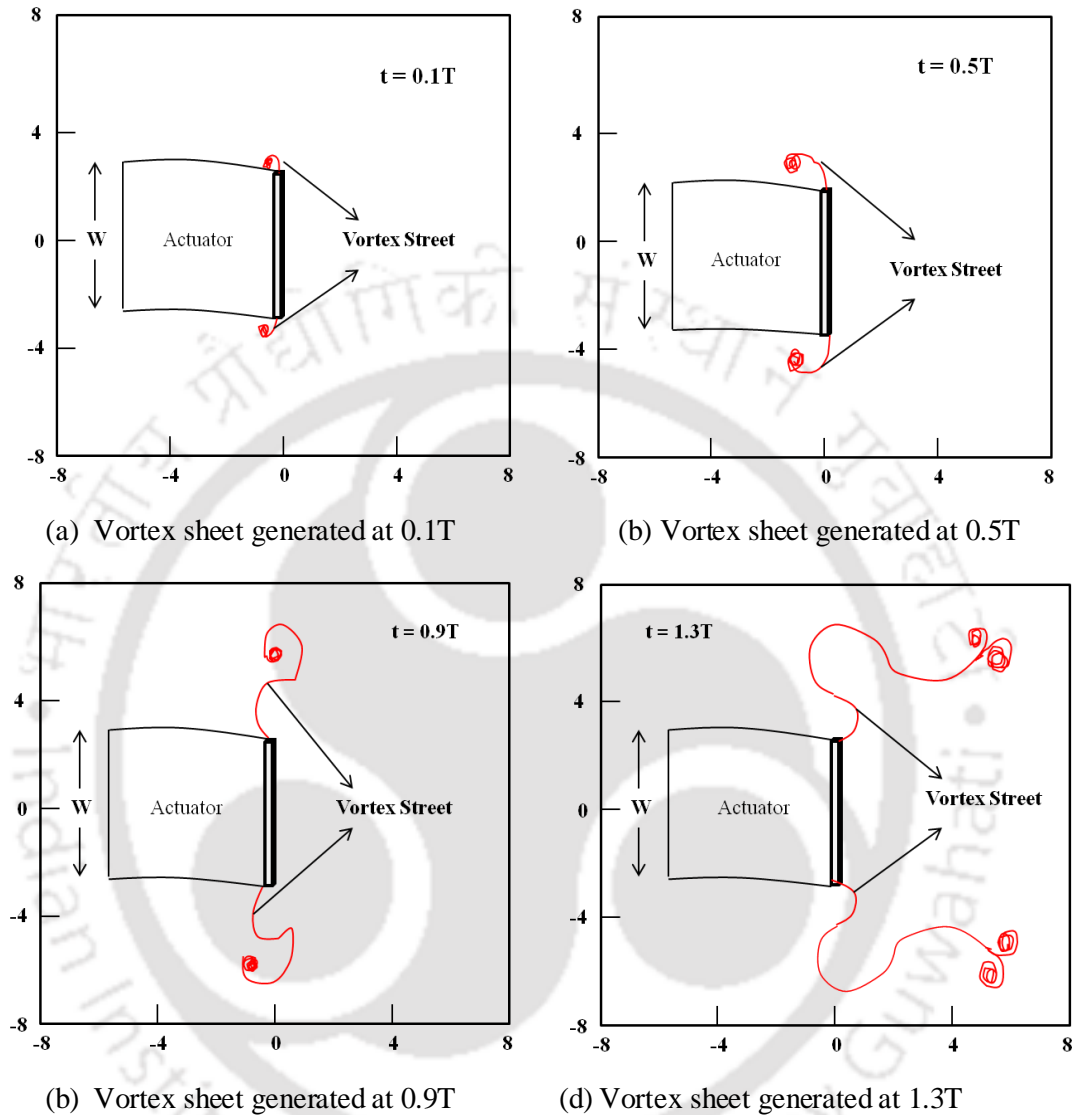 8
t = 0.1T
4
W
Actuator
Vortex Street
0
-4
-8
-8
-4
0
4
8
(a) Vortex sheet generated at 0.1T
8
t = 0.5T
4
W
Actuator
Vortex Street
0
-4
-8
-8
-4
0
4
8
(b) Vortex sheet generated at 0.5T
8
t = 0.9T
4
W
Actuator
Vortex Street
0
-4
-8
-8
-4
0
4
8
(b) Vortex sheet generated at 0.9T
8
t = 1.3T
4
W
Actuator
Vortex Street
0
-4
-8
-8
-4
0
4
8
(d) Vortex sheet generated at 1.3T
Guwahati
Indian Insti